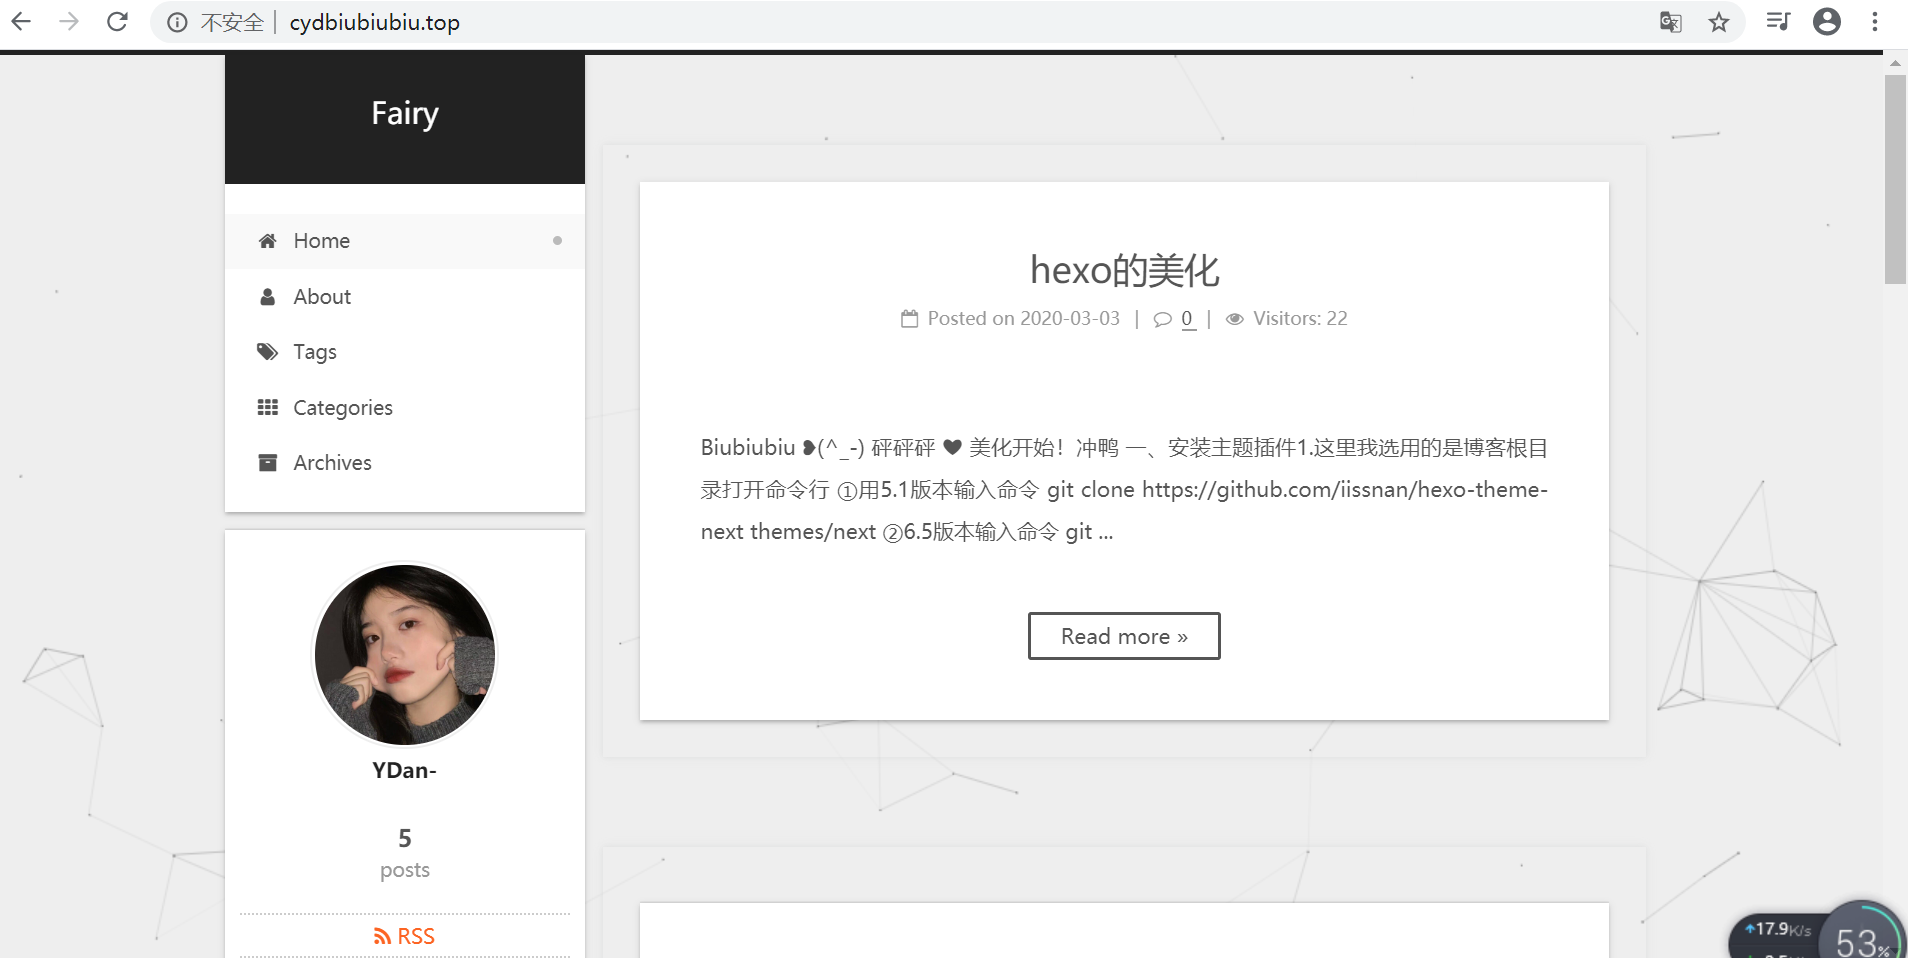 不安全 | cydbiubiubiu.top
Fairy
Home
About
Tags
Categories
Archives
YDan-
5
posts
RSS
hexo的美化
Posted on 2020-03-03 | 0 | Visitors: 22
Biubiubiu ❥(^_-) 砰砰砰 ❤ 美化开始！冲鸭 一、安装主题插件1.这里我选用的是博客根目
录打开命令行 ①用5.1版本输入命令 git clone https://github.com/iissnan/hexo-theme-
next themes/next ②6.5版本输入命令 git ...
Read more »
17.9K/s
53%